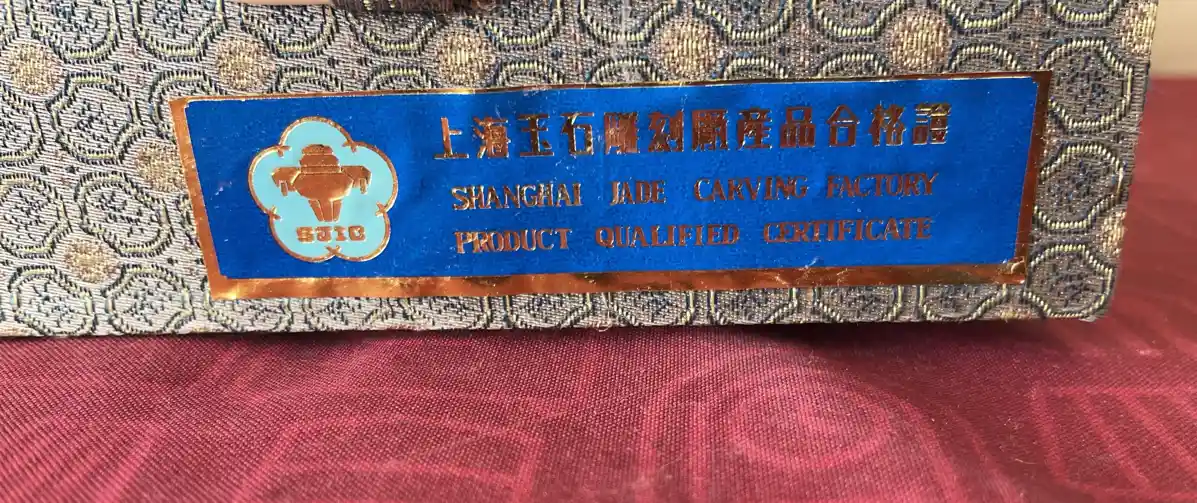 上海玉石雕刻廠産品合格證
SHANGHAI JADE CARVING FACTORY
PRODUCT QUALIFIED CERTIFICATE
SJIC